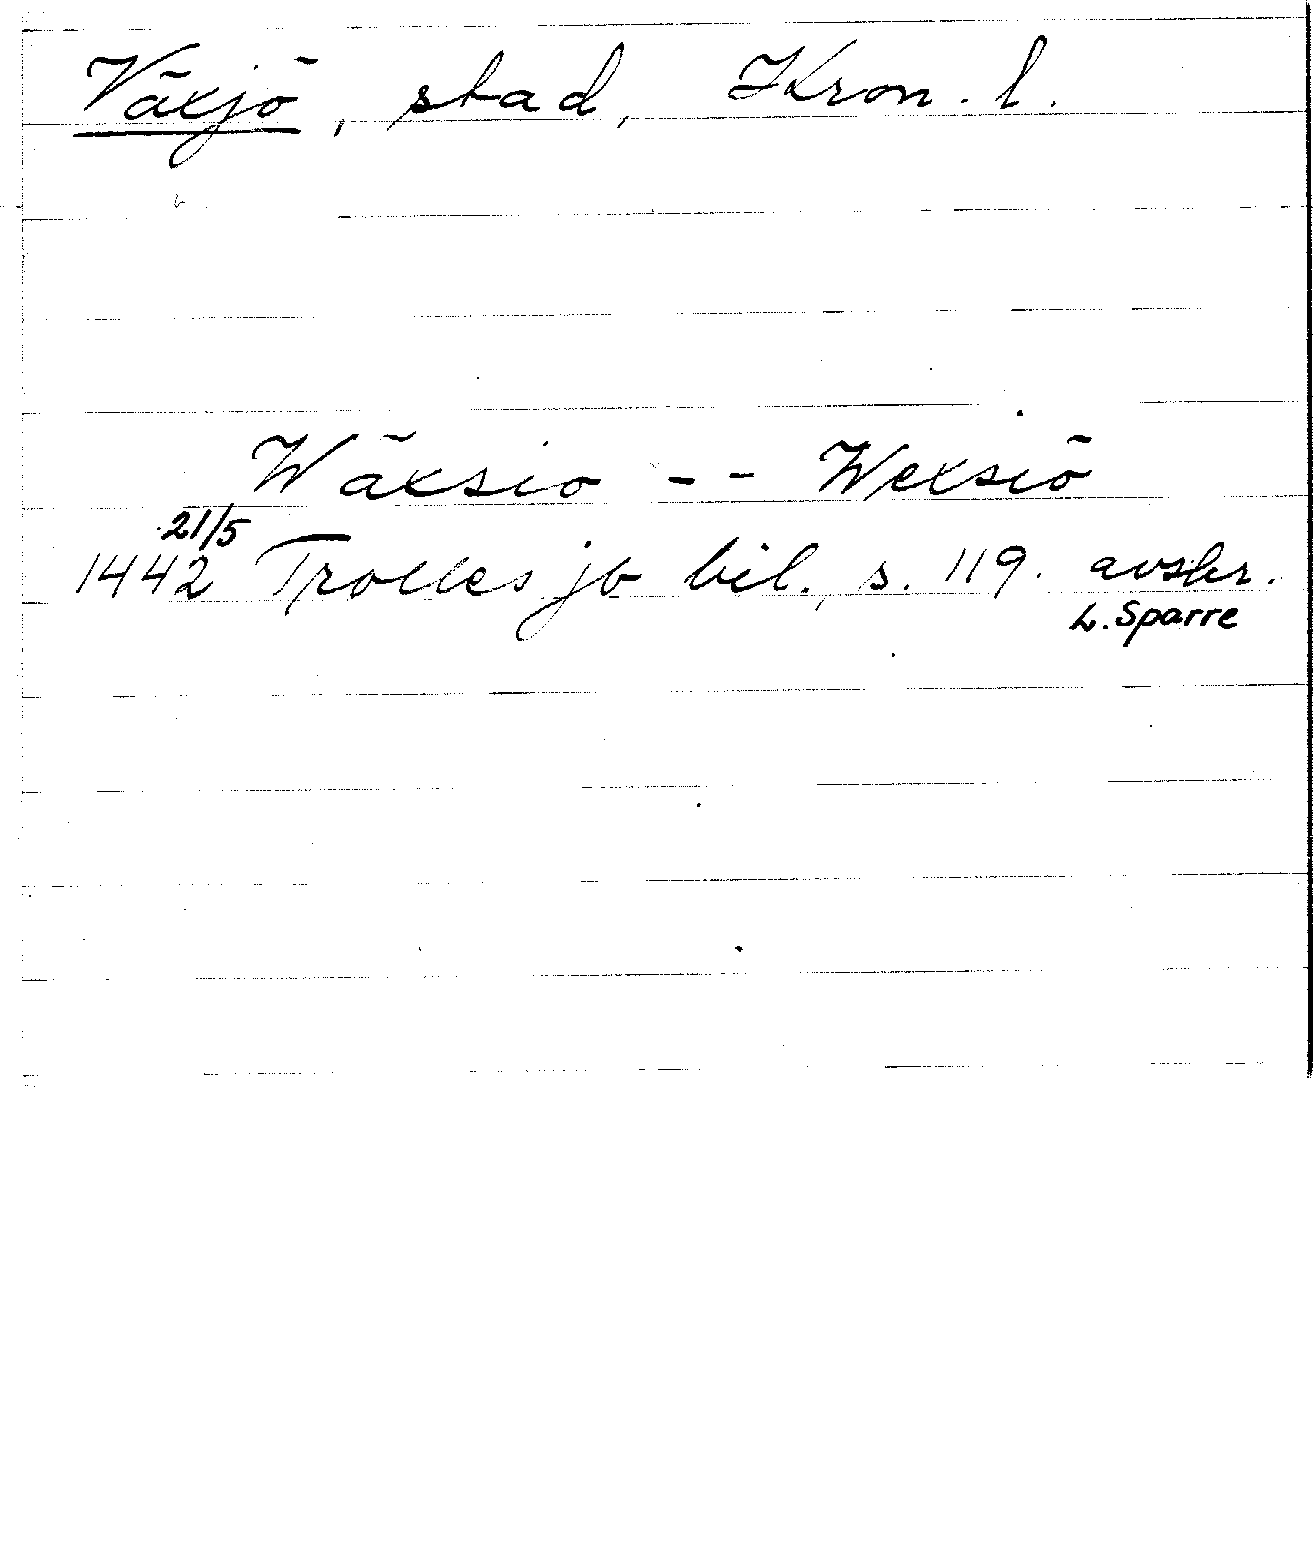 Växjö, stad, Kron. l.
Wäxsio -- Wexsiö
21/5
1442 Trolles jb bil., s. 119. avskr.
L. Sparre